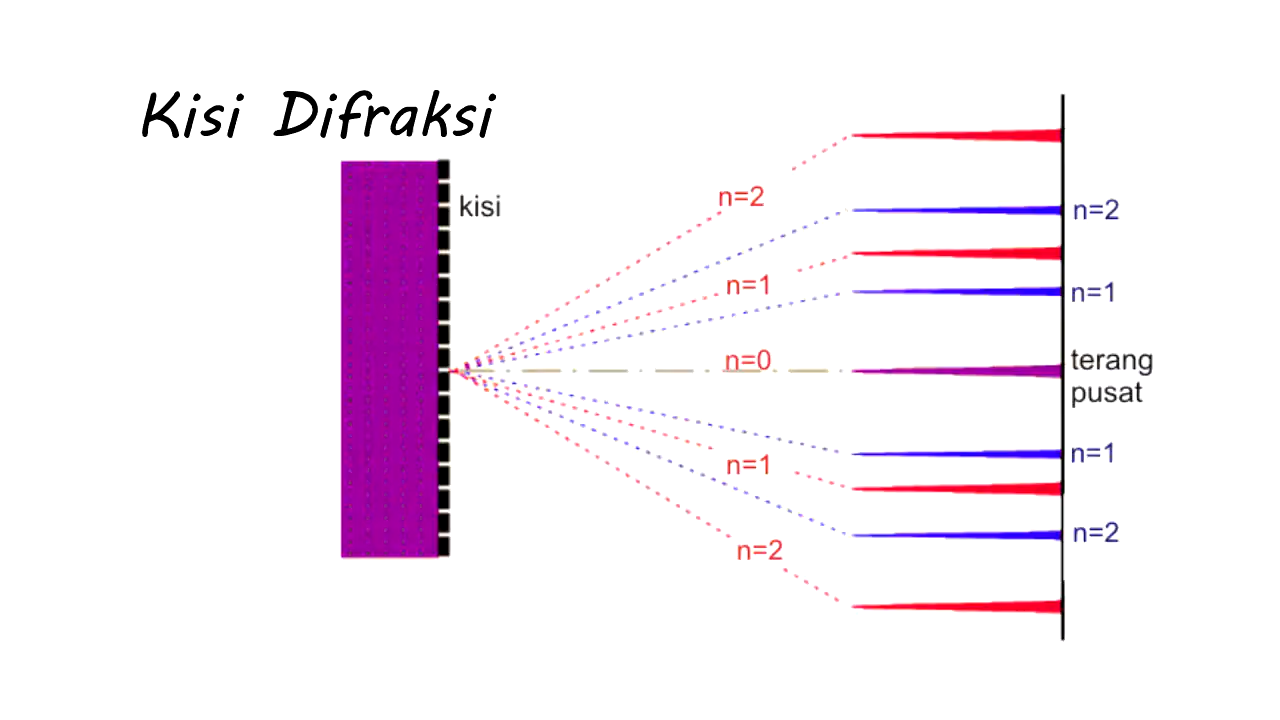 Kisi Difraksi
kisi
n=2
n=2
n=1
n=1
n=0
terang
pusat
n=1
n=1
n=2
n=2